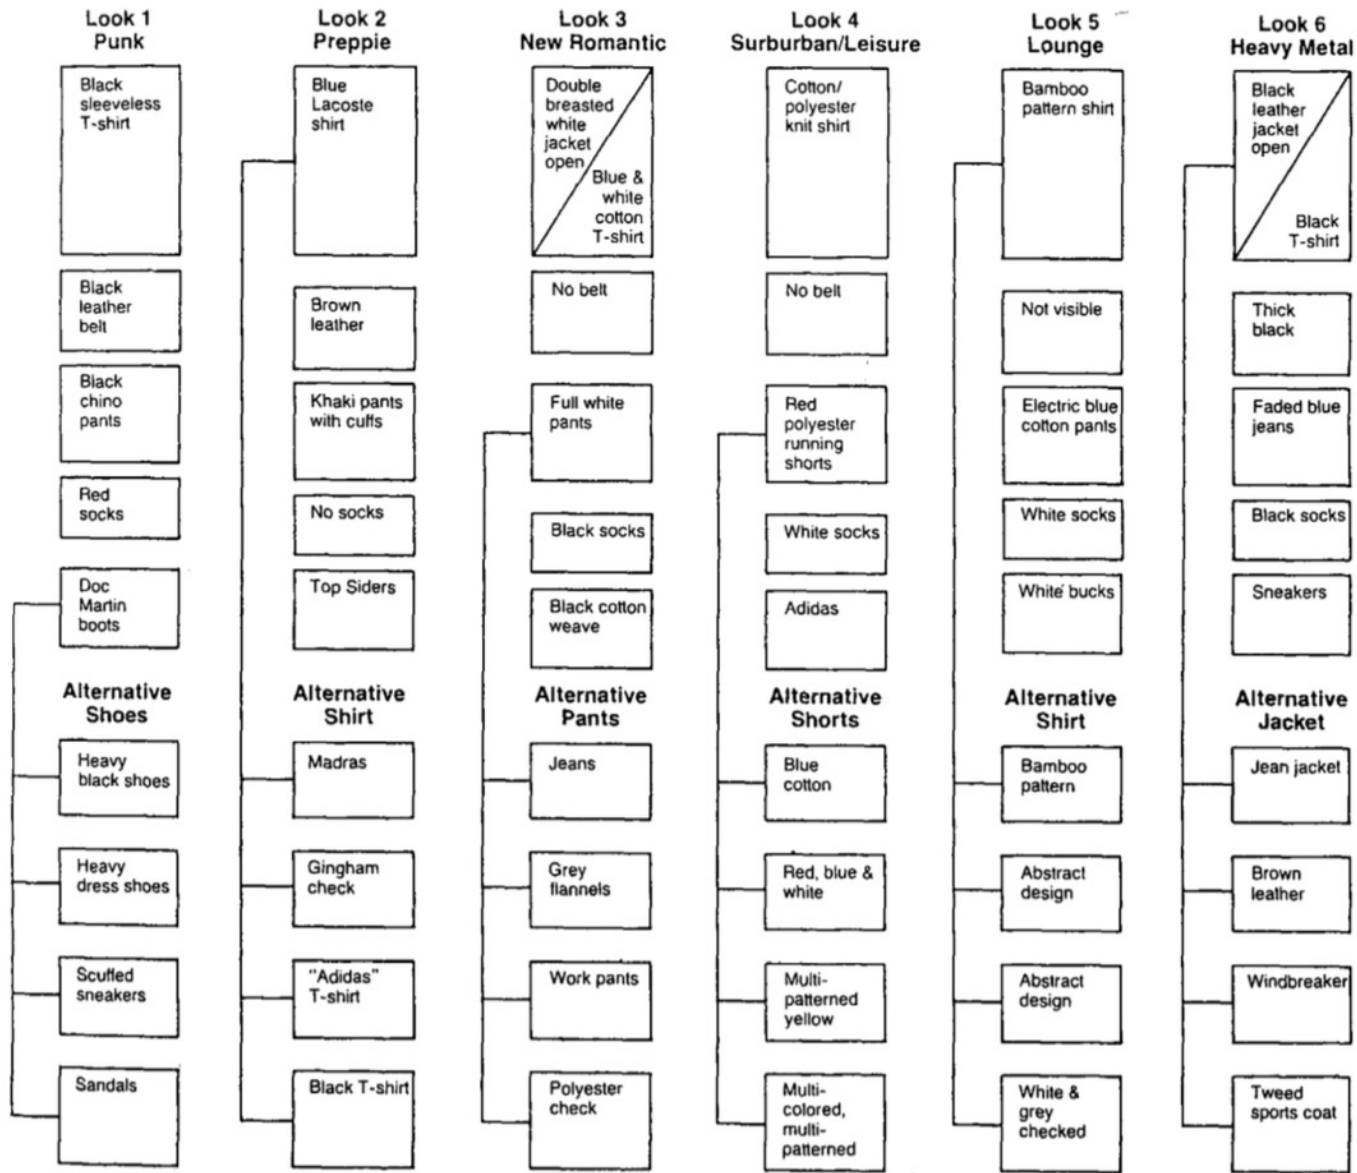 Look 1
Punk
Black
sleeveless
T-shirt
Black
leather
belt
Black
chino
pants
Red
socks
Doc
Martin
boots
Alternative
Shoes
Heavy
black shoes
Heavy
dress shoes
Scuffed
sneakers
Sandals
Look 2
Preppie
Blue
Lacoste
shirt
Brown
leather
Khaki pants
with cuffs
No socks
Top Siders
Alternative
Shirt
Madras
Gingham
check
"Adidas"
T-shirt
Black T-shirt
Look 3
New Romantic
Double
breasted
white
jacket
open
Blue &
white
cotton
T-shirt
No belt
Full white
pants
Black socks
Black cotton
weave
Alternative
Pants
Jeans
Grey
flannels
Work pants
Polyester
check
Look 4
Surburban/Leisure
Cotton/
polyester
knit shirt
No belt
Red
polyester
running
shorts
White socks
Adidas
Alternative
Shorts
Blue
cotton
Red, blue &
white
Multi-
patterned
yellow
Multi-
colored,
multi-
patterned
Look 5
Lounge
Bamboo
pattern shirt
Not visible
Electric blue
cotton pants
White socks
White bucks
Alternative
Shirt
Bamboo
pattern
Abstract
design
Abstract
design
White &
grey
checked
Look 6
Heavy Metal
Black
leather
jacket
open
Black
T-shirt
Thick
black
Faded blue
jeans
Black socks
Sneakers
Alternative
Jacket
Jean jacket
Brown
leather
Windbreaker
Tweed
sports coat